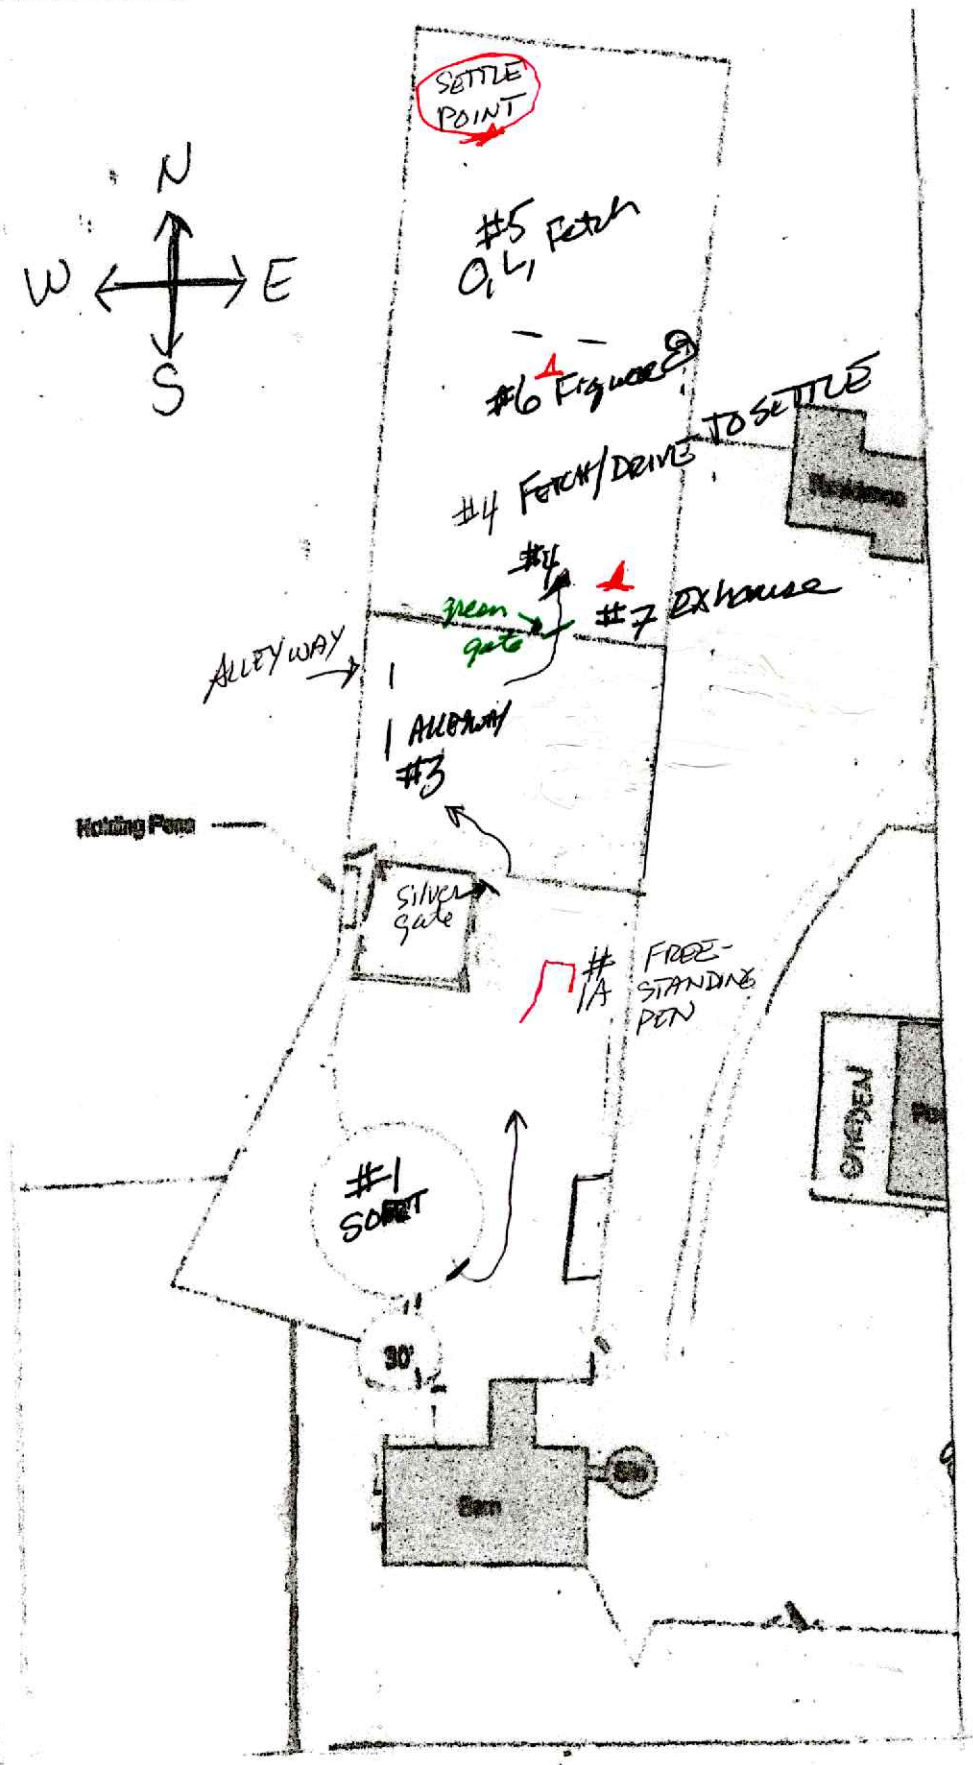 SETTLE
POINT
N
W E
S
#5
O, L, Fetch
#6 Figure 8
#4 FETCH/DRIVE TO SETTLE
Residence
#4
#7 exhause
green
gate
ALLEYWAY
ALLEYWAY
#3
Holding Pens
silver
gate
#
1A
FREE-
STANDING
PEN
GARDEN
#1
SORT
30'
Barn